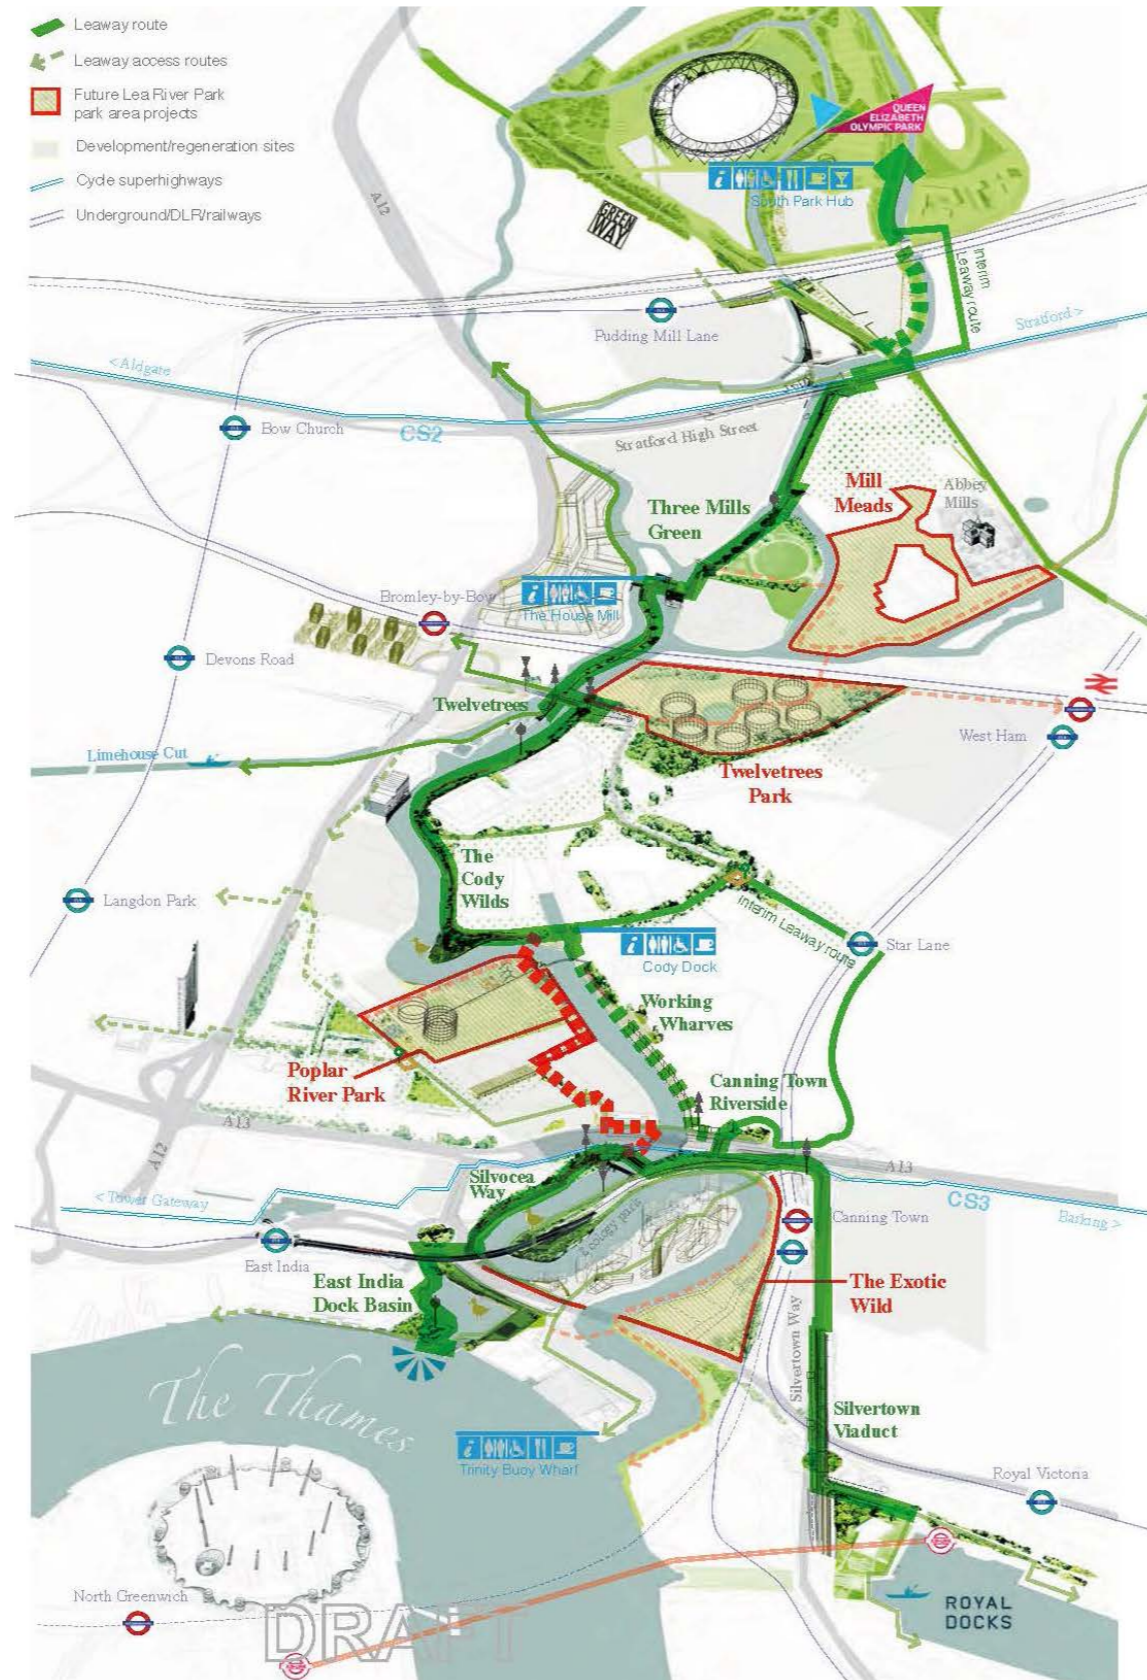 Leaway route
Leaway access routes
Future Lea River Park
park area projects
Development/regeneration sites
Cycle superhighways
Underground/DLR/railways
A12
QUEEN
ELIZABETH
OLYMPIC PARK
South Park Hub
GREEN
WAY
Interim
Leaway route
Pudding Mill Lane
Stratford >
< Aldgate
Bow Church
CS2
Stratford High Street
Mill
Meads
Abbey
Mills
Three Mills
Green
Bromley-by-Bow
The House Mill
Devons Road
Twelvetrees
West Ham
Limehouse Cut
Twelvetrees
Park
The
Cody
Wilds
Langdon Park
Interim Leaway route
Star Lane
Cody Dock
Working
Wharves
Poplar
River Park
Canning Town
Riverside
A13
A12
A13
Silvocea
Way
< Tower Gateway
CS3
Barking >
Ecology park
Canning Town
East India
East India
Dock Basin
The Exotic
Wild
Silvertown Way
The Thames
Silvertown
Viaduct
Trinity Buoy Wharf
Royal Victoria
North Greenwich
DRAFT
ROYAL
DOCKS